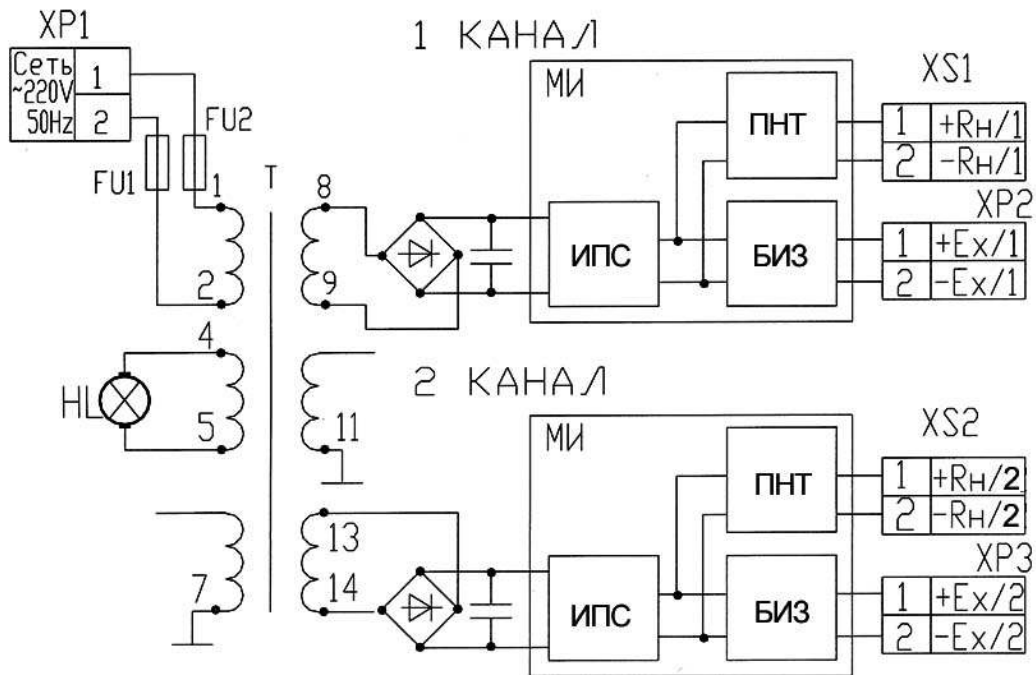 XP1
1 КАНАЛ
Сеть 1
~220V
50Hz 2
FU2
FU1
1
2
T
8
9
МИ
ИПС
ПНТ
БИЗ
XS1
1 +Rн/1
2 -Rн/1
XP2
1 +Ex/1
2 -Ex/1
4
5
HL
11
2 КАНАЛ
7
13
14
МИ
ИПС
ПНТ
БИЗ
XS2
1 +Rн/2
2 -Rн/2
XP3
1 +Ex/2
2 -Ex/2